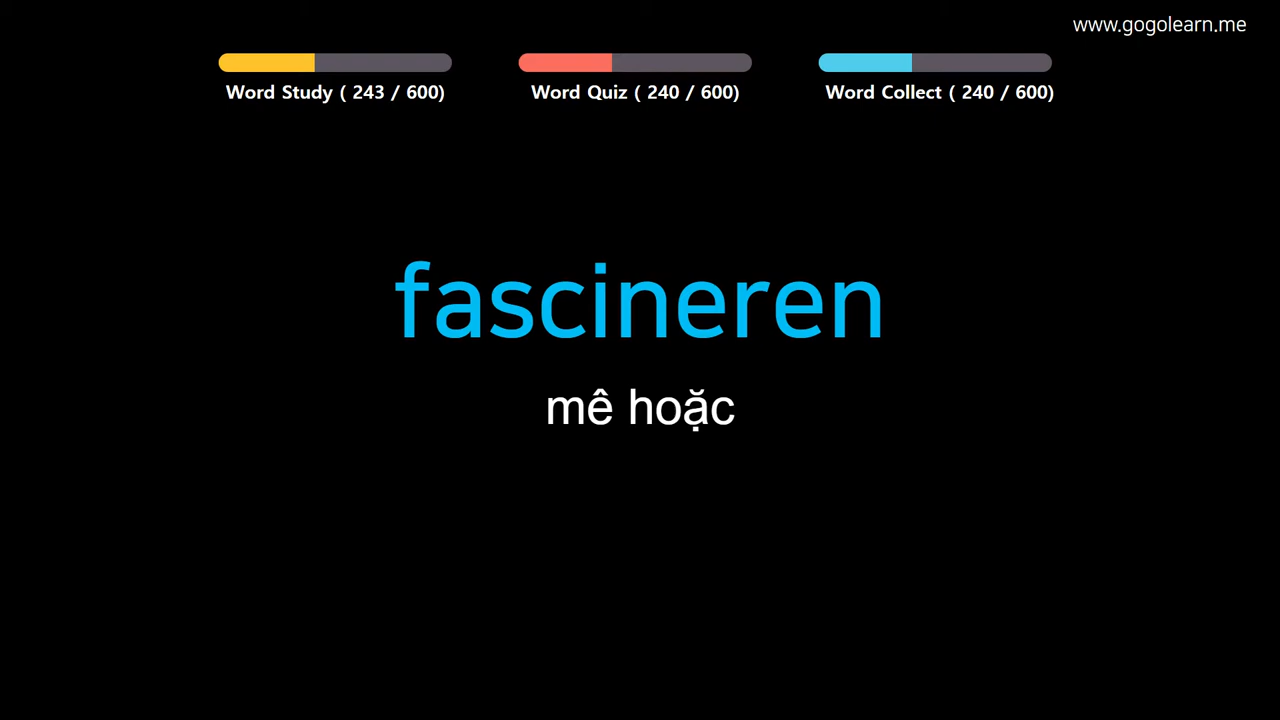 www.gogolearn.me
Word Study ( 243 / 600)
Word Quiz ( 240 / 600)
Word Collect ( 240 / 600)
fascineren
mê hoặc